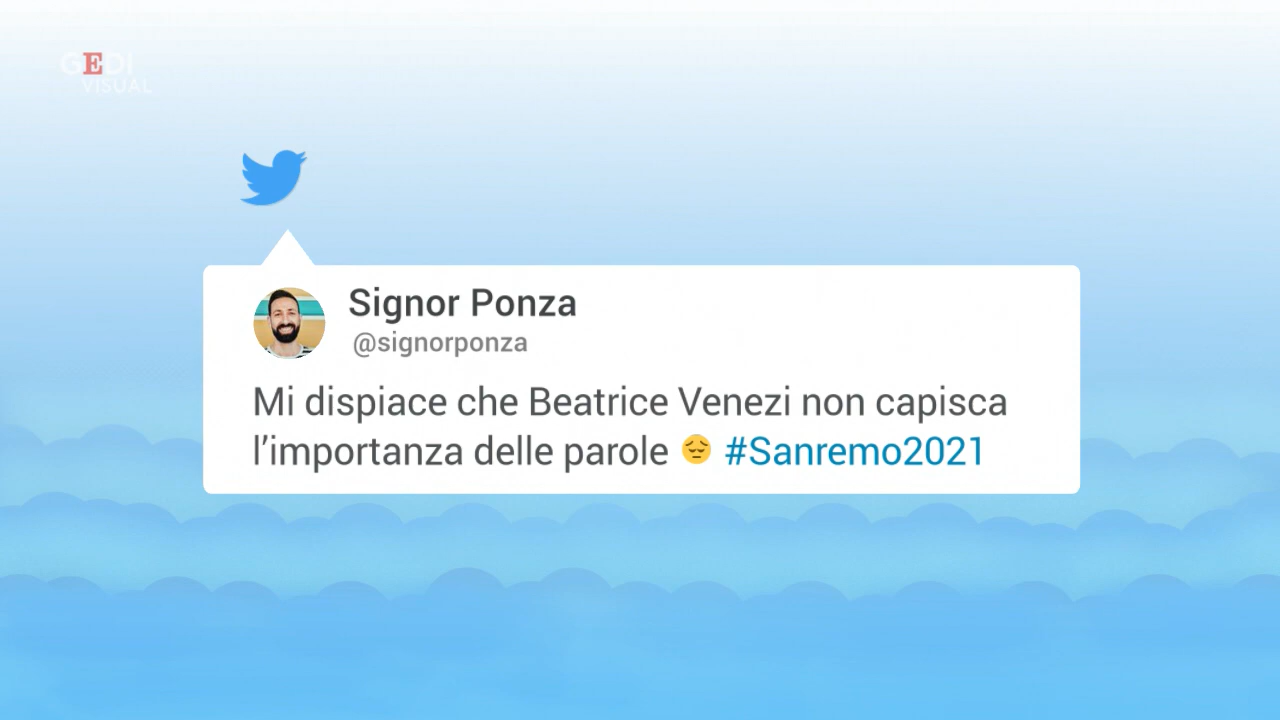 GEDI
VISUAL
Signor Ponza
@signorponza
Mi dispiace che Beatrice Venezi non capisca
l'importanza delle parole 😔 #Sanremo2021